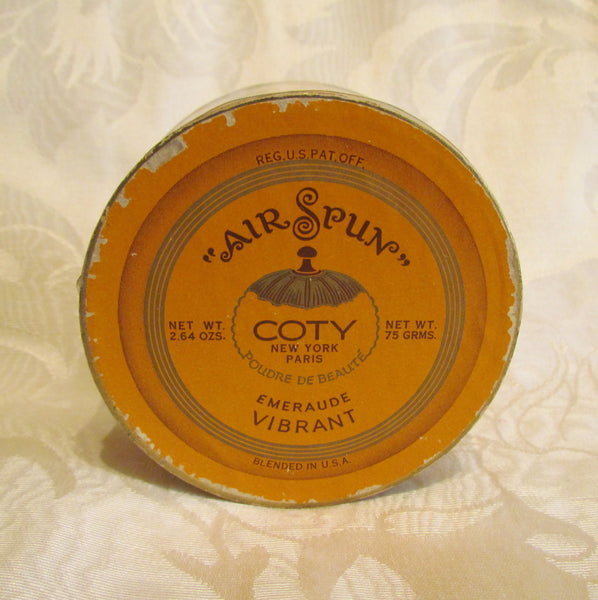 REG. U.S. PAT. OFF.
"AIR SPUN"
NET WT.
2.64 OZS.
COTY
NEW YORK
PARIS
NET WT.
75 GRMS.
POUDRE DE BEAUTÉ
EMERAUDE
VIBRANT
BLENDED IN U.S.A.